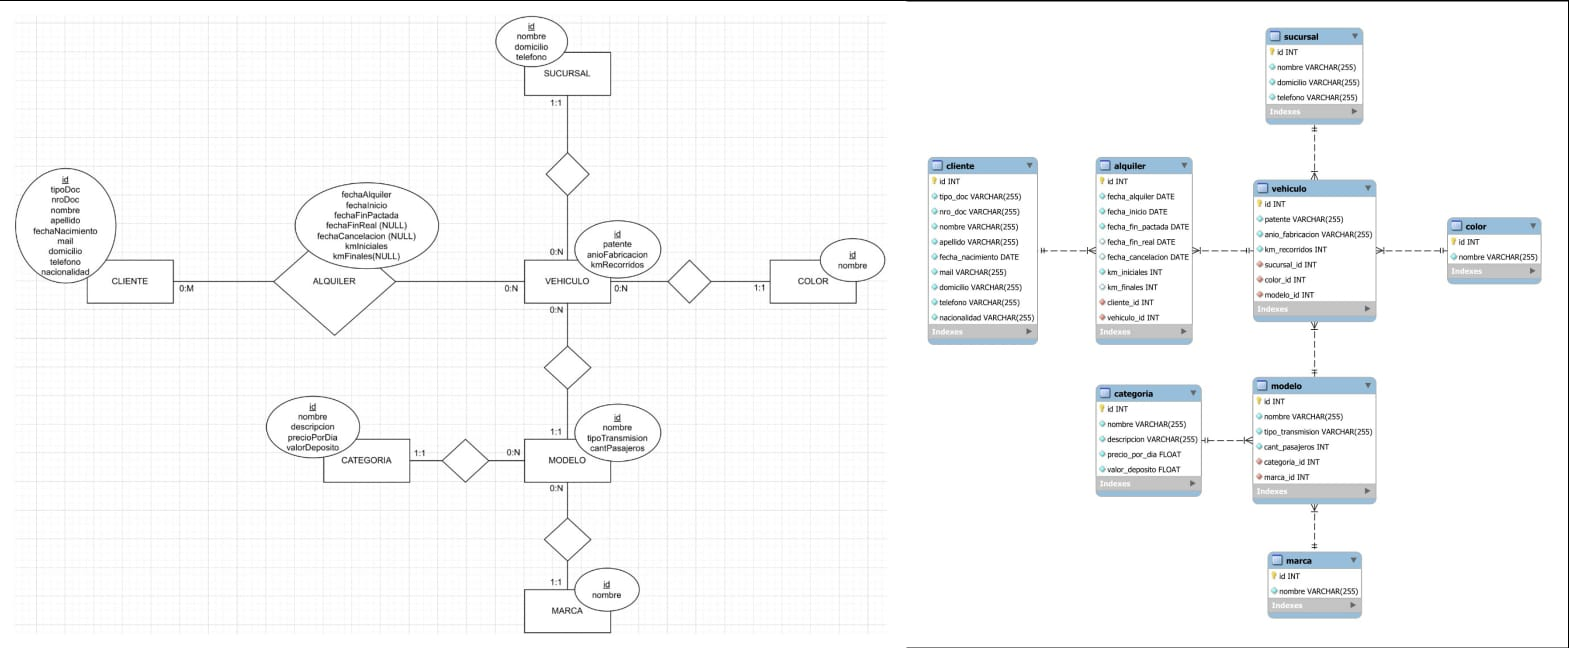 id
nombre
domicilio
telefono
SUCURSAL
1:1
id
tipoDoc
nroDoc
nombre
apellido
fechaNacimiento
mail
domicilio
telefono
nacionalidad
CLIENTE
0:M
fechaAlquiler
fechaInicio
fechaFinPactada
fechaFinReal (NULL)
fechaCancelacion (NULL)
kmIniciales
kmFinales(NULL)
ALQUILER
0:N
0:N
id
patente
anioFabricacion
kmRecorridos
VEHICULO
0:N
0:N
1:1
id
nombre
COLOR
id
nombre
descripcion
precioPorDia
valorDeposito
CATEGORIA
1:1
0:N
1:1
id
nombre
tipoTransmision
cantPasajeros
MODELO
0:N
1:1
id
nombre
MARCA
sucursal
id INT
nombre VARCHAR(255)
domicilio VARCHAR(255)
telefono VARCHAR(255)
Indexes
cliente
id INT
tipo_doc VARCHAR(255)
nro_doc VARCHAR(255)
nombre VARCHAR(255)
apellido VARCHAR(255)
fecha_nacimiento DATE
mail VARCHAR(255)
domicilio VARCHAR(255)
telefono VARCHAR(255)
nacionalidad VARCHAR(255)
Indexes
alquiler
id INT
fecha_alquiler DATE
fecha_inicio DATE
fecha_fin_pactada DATE
fecha_fin_real DATE
fecha_cancelacion DATE
km_iniciales INT
km_finales INT
cliente_id INT
vehiculo_id INT
Indexes
vehiculo
id INT
patente VARCHAR(255)
anio_fabricacion VARCHAR(255)
km_recorridos INT
sucursal_id INT
color_id INT
modelo_id INT
Indexes
color
id INT
nombre VARCHAR(255)
Indexes
categoria
id INT
nombre VARCHAR(255)
descripcion VARCHAR(255)
precio_por_dia FLOAT
valor_deposito FLOAT
Indexes
modelo
id INT
nombre VARCHAR(255)
tipo_transmision VARCHAR(255)
cant_pasajeros INT
categoria_id INT
marca_id INT
Indexes
marca
id INT
nombre VARCHAR(255)
Indexes